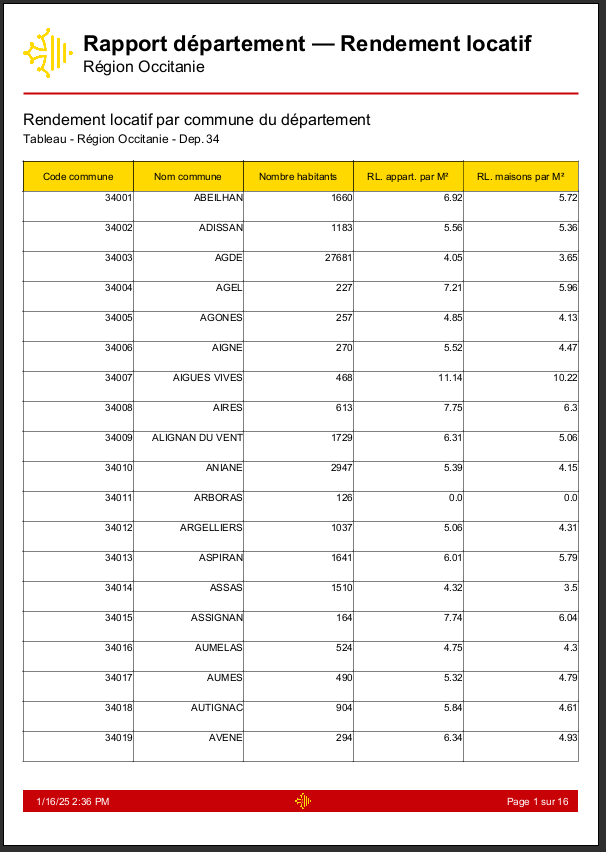 Rapport département — Rendement locatif
Région Occitanie
Rendement locatif par commune du département
Tableau - Région Occitanie - Dep. 34
Code commune Nom commune Nombre habitants RL. appart. par M² RL. maisons par M²
34001 ABEILHAN 1660 6.92 5.72
34002 ADISSAN 1183 5.56 5.36
34003 AGDE 27681 4.05 3.65
34004 AGEL 227 7.21 5.96
34005 AGONES 257 4.85 4.13
34006 AIGNE 270 5.52 4.47
34007 AIGUES VIVES 468 11.14 10.22
34008 AIRES 613 7.75 6.3
34009 ALIGNAN DU VENT 1729 6.31 5.06
34010 ANIANE 2947 5.39 4.15
34011 ARBORAS 126 0.0 0.0
34012 ARGELLIERS 1037 5.06 4.31
34013 ASPIRAN 1641 6.01 5.79
34014 ASSAS 1510 4.32 3.5
34015 ASSIGNAN 164 7.74 6.04
34016 AUMELAS 524 4.75 4.3
34017 AUMES 490 5.32 4.79
34018 AUTIGNAC 904 5.84 4.61
34019 AVENE 294 6.34 4.93
1/16/25 2:36 PM Page 1 sur 16